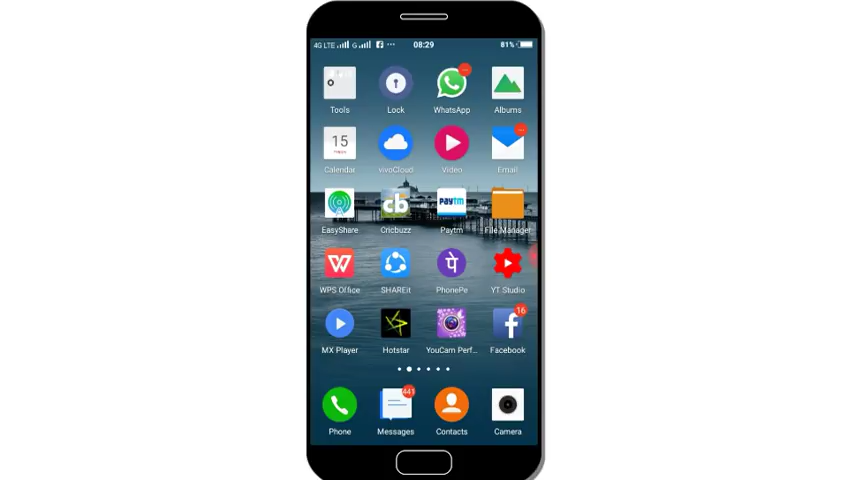 4G LTE G ... 08:29 81%
Tools Lock WhatsApp Albums
15
Calendar vivoCloud Video Email
cb Paytm
EasyShare Cricbuzz Paytm File Manager
W पे
WPS Office SHAREit PhonePe YT Studio
16
MX Player Hotstar YouCam Perf... Facebook
441
Phone Messages Contacts Camera